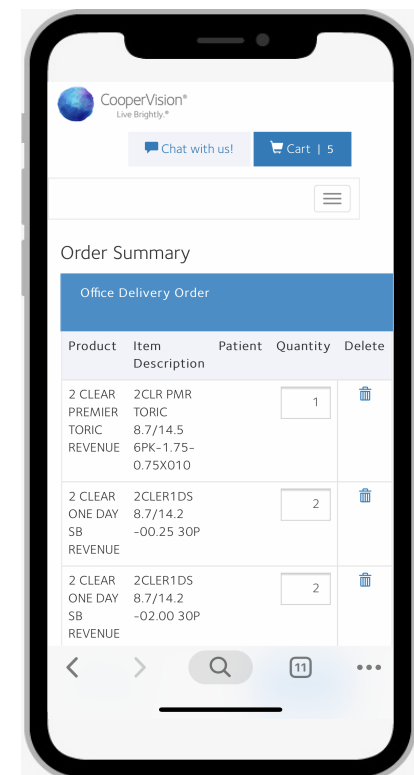 CooperVision®
Live Brightly.®
Chat with us!
Cart | 5
Order Summary
Office Delivery Order
Product Item Description Patient Quantity Delete
2 CLEAR PREMIER TORIC REVENUE
2CLR PMR TORIC 8.7/14.5 6PK-1.75-0.75X010
1
2 CLEAR ONE DAY SB REVENUE
2CLER1DS 8.7/14.2 -00.25 30P
2
2 CLEAR ONE DAY SB REVENUE
2CLER1DS 8.7/14.2 -02.00 30P
2
11